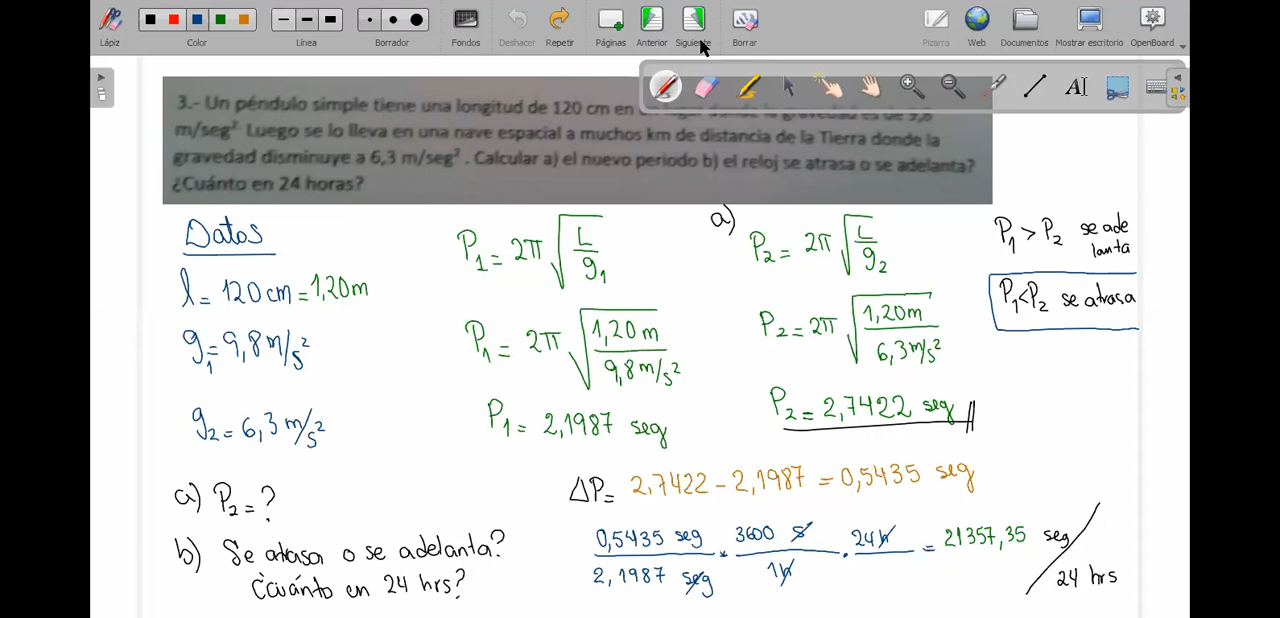 Lápiz Color Línea Borrador Fondos Deshacer Repetir Páginas Anterior Siguiente Borrar Pizarra Web Documentos Mostrar escritorio OpenBoard
3.- Un péndulo simple tiene una longitud de 120 cm en
m/seg² Luego se lo lleva en una nave espacial a muchos km de distancia de la Tierra donde la
gravedad disminuye a 6,3 m/seg² . Calcular a) el nuevo periodo b) el reloj se atrasa o se adelanta?
¿Cuánto en 24 horas?
Datos
l = 120 cm = 1,20m
g₁ = 9,8 m/s²
g₂ = 6,3 m/s²
a) P₂ = ?
b) Se atrasa o se adelanta?
¿Cuánto en 24 hrs?
P₁ = 2π √(L/g₁)
P₁ = 2π √(1,20 m / 9,8 m/s²)
P₁ = 2,1987 seg
a) P₂ = 2π √(L/g₂)
P₂ = 2π √(1,20m / 6,3 m/s²)
P₂ = 2,7422 seg
P₁ > P₂ se ade
lanta
P₁ < P₂ se atrasa
ΔP = 2,7422 - 2,1987 = 0,5435 seg
0,5435 seg / 2,1987 seg * 3600 s / 1h . 24h = 21357,35 seg / 24 hrs